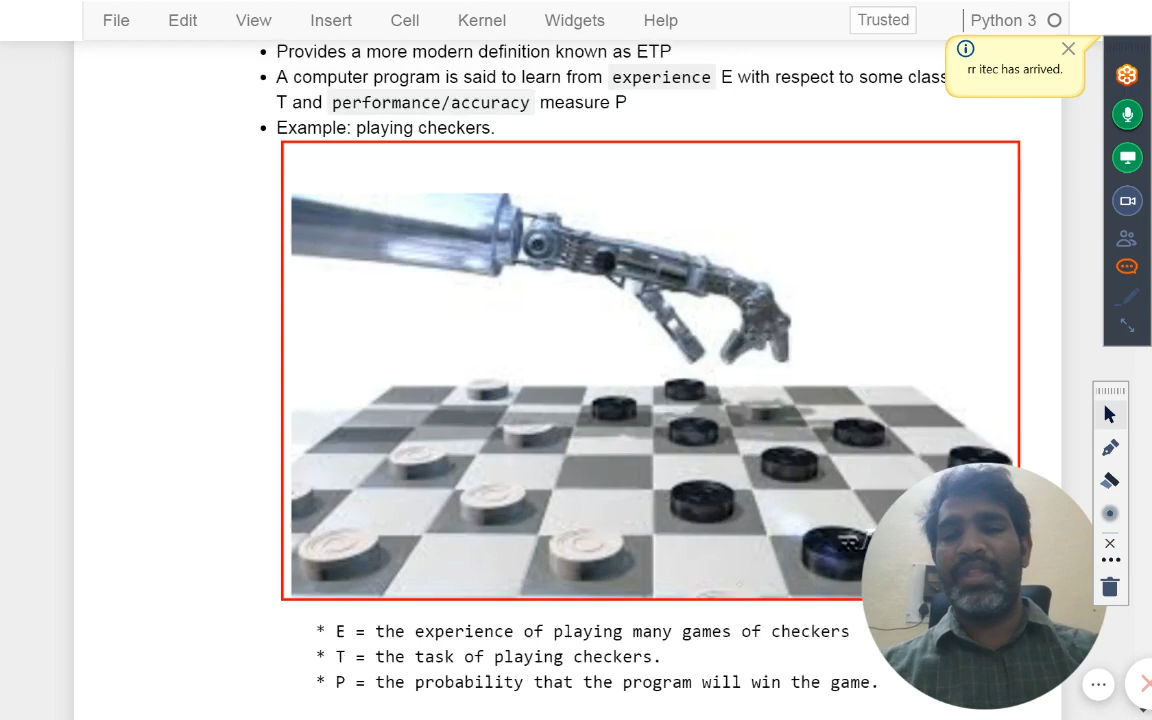 File Edit View Insert Cell Kernel Widgets Help Trusted Python 3
Provides a more modern definition known as ETP
rr itec has arrived.
A computer program is said to learn from experience E with respect to some class
T and performance/accuracy measure P
Example: playing checkers.
* E = the experience of playing many games of checkers
* T = the task of playing checkers.
* P = the probability that the program will win the game.